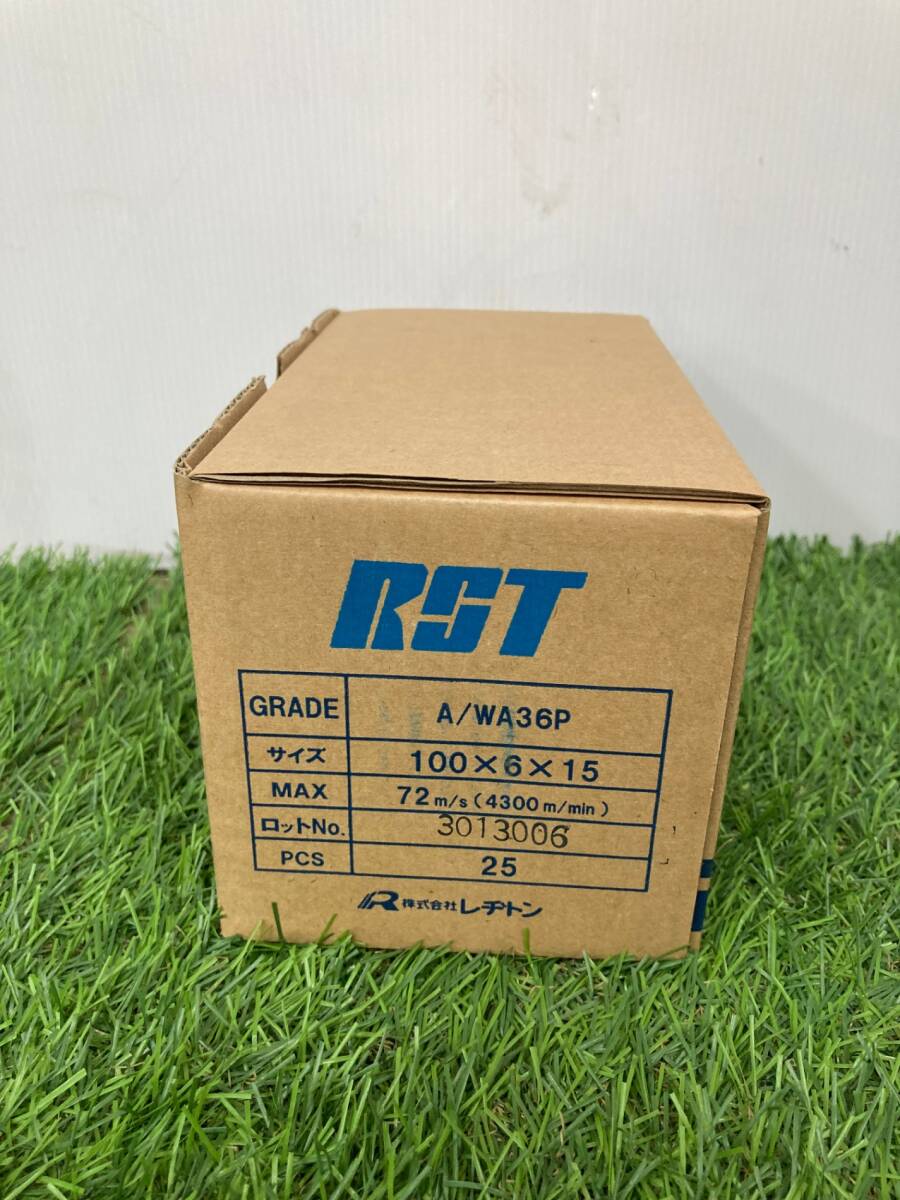 RST
GRADE A/WA36P
サイズ 100×6×15
MAX 72m/s(4300m/min)
ロットNo. 3013006
PCS 25
R 株式会社レヂトン